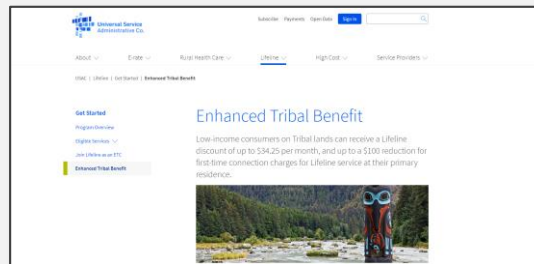 Universal Service
Administrative Co.
Subscribe Payments Open Data Sign In
About E-rate Rural Health Care Lifeline High Cost Service Providers
USAC | Lifeline | Get Started | Enhanced Tribal Benefit
Get Started
Program Overview
Eligible Services
Join Lifeline as an ETC
Enhanced Tribal Benefit
Enhanced Tribal Benefit
Low-income consumers on Tribal lands can receive a Lifeline
discount of up to $34.25 per month, and up to a $100 reduction for
first-time connection charges for Lifeline service at their primary
residence.